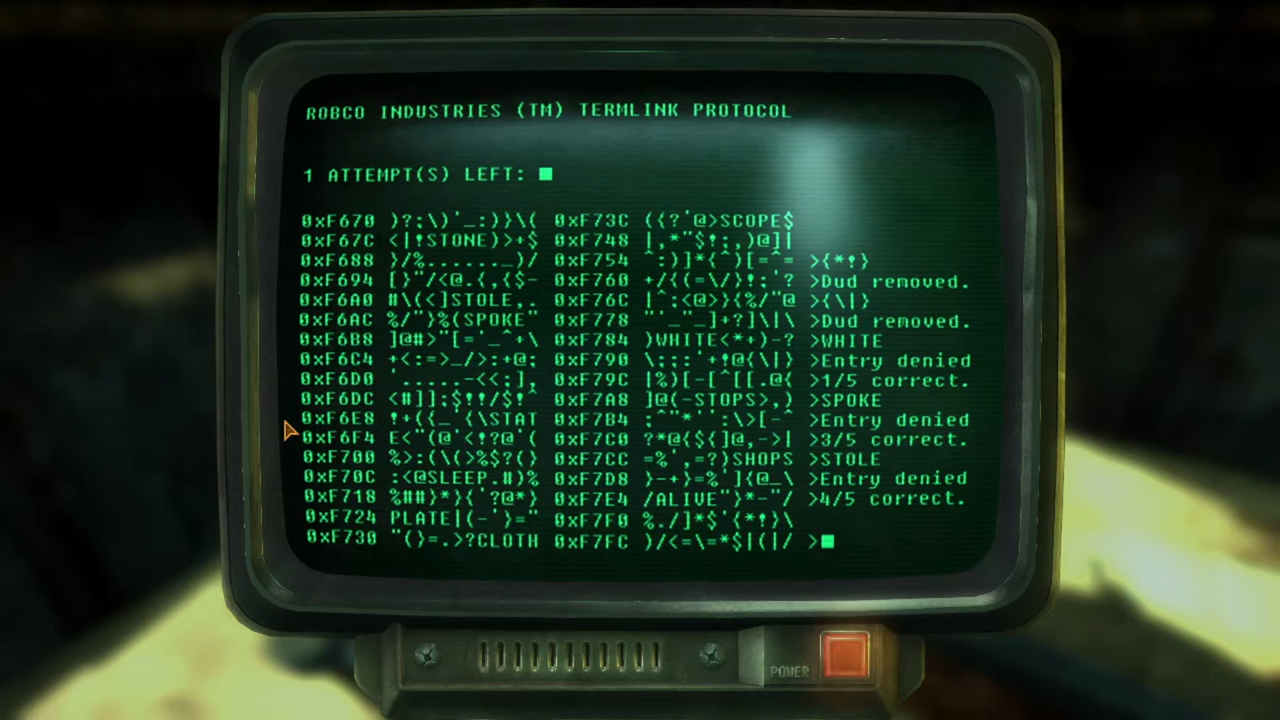 ROBCO INDUSTRIES (TM) TERMLINK PROTOCOL
1 ATTEMPT(S) LEFT:
0xF670 )?;\)'_:)}\( 0xF73C ({?'@>SCOPE$
0xF67C <|!STONE)>+$ 0xF748 |,*"$!;,)@]|
0xF688 }/%......_)/ 0xF754 ^:)]*{^)[=^= >{*!}
0xF694 [}"/<@.{,{$- 0xF760 +/{(=\/}!;'? >Dud removed.
0xF6A0 #\(<]STOLE,. 0xF76C |^:<@>}{%/"@ >{\|}
0xF6AC %/"}%(SPOKE" 0xF778 "'_"_]+?]\|\ >Dud removed.
0xF6B8 ]@#>"[='_^+\ 0xF784 )WHITE<*+)-? >WHITE
0xF6C4 +<:=>_/>:+@; 0xF790 \;:;'+!@{\|} >Entry denied
0xF6D0 '.....-<<;], 0xF79C |%)[-[^[[.@{ >1/5 correct.
0xF6DC <#]];$!!/$!^ 0xF7A8 ]@(-STOPS>,) >SPOKE
0xF6E8 !+({_'{\STAT 0xF7B4 :^"*'':\>[-^ >Entry denied
0xF6F4 E<"(@'<!?@'( 0xF7C0 ?*@{${]@,->| >3/5 correct.
0xF700 %>:(\(>%$?(} 0xF7CC =%',=?)SHOPS >STOLE
0xF70C :<@SLEEP.#)% 0xF7D8 }-+}=%']{@_\ >Entry denied
0xF718 %##}*}{'?@*} 0xF7E4 /ALIVE"}*-"/ >4/5 correct.
0xF724 PLATE|(-'}=" 0xF7F0 %./]*$'{*!}\
0xF730 "(}=.>?CLOTH 0xF7FC )/<=\=*$|(|/ >
POWER